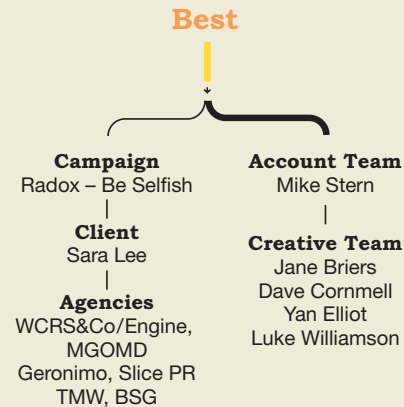 Best
Campaign
Radox – Be Selfish
Client
Sara Lee
Agencies
WCRS&Co/Engine,
MGOMD
Geronimo, Slice PR
TMW, BSG
Account Team
Mike Stern
Creative Team
Jane Briers
Dave Cornmell
Yan Elliot
Luke Williamson